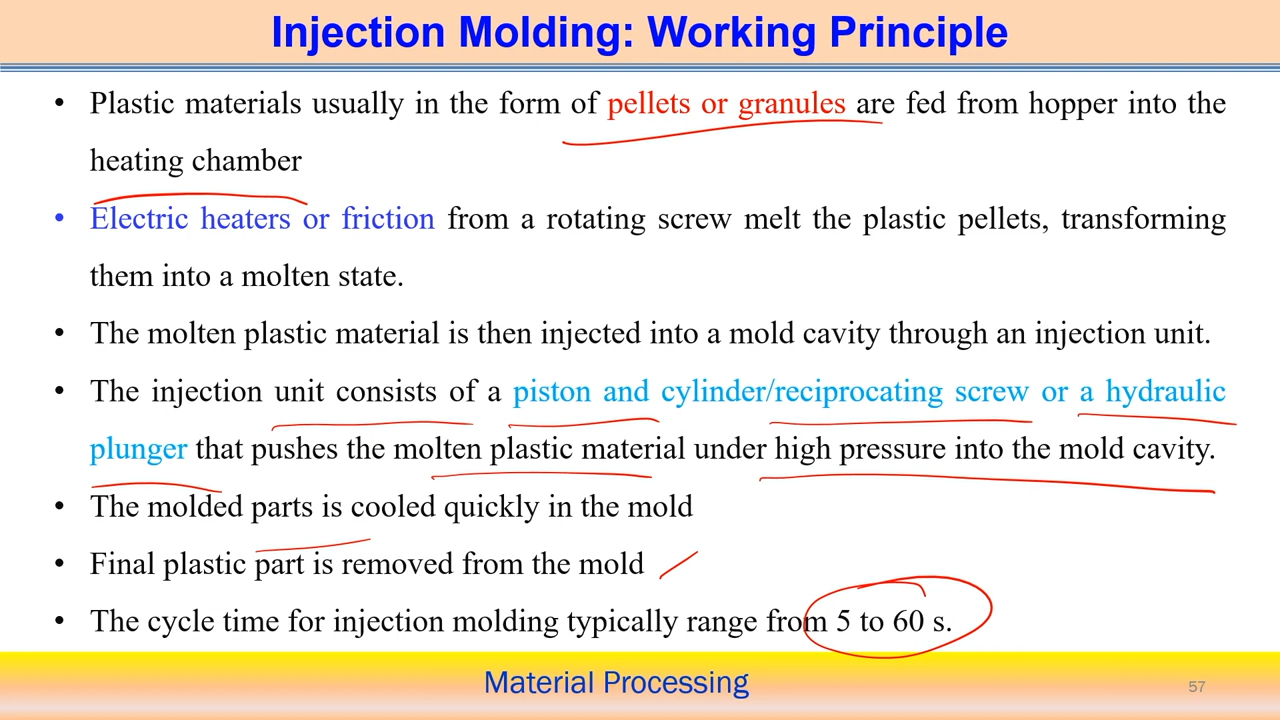 Injection Molding: Working Principle
• Plastic materials usually in the form of pellets or granules are fed from hopper into the
heating chamber
• Electric heaters or friction from a rotating screw melt the plastic pellets, transforming
them into a molten state.
• The molten plastic material is then injected into a mold cavity through an injection unit.
• The injection unit consists of a piston and cylinder/reciprocating screw or a hydraulic
plunger that pushes the molten plastic material under high pressure into the mold cavity.
• The molded parts is cooled quickly in the mold
• Final plastic part is removed from the mold
• The cycle time for injection molding typically range from 5 to 60 s.
Material Processing
57